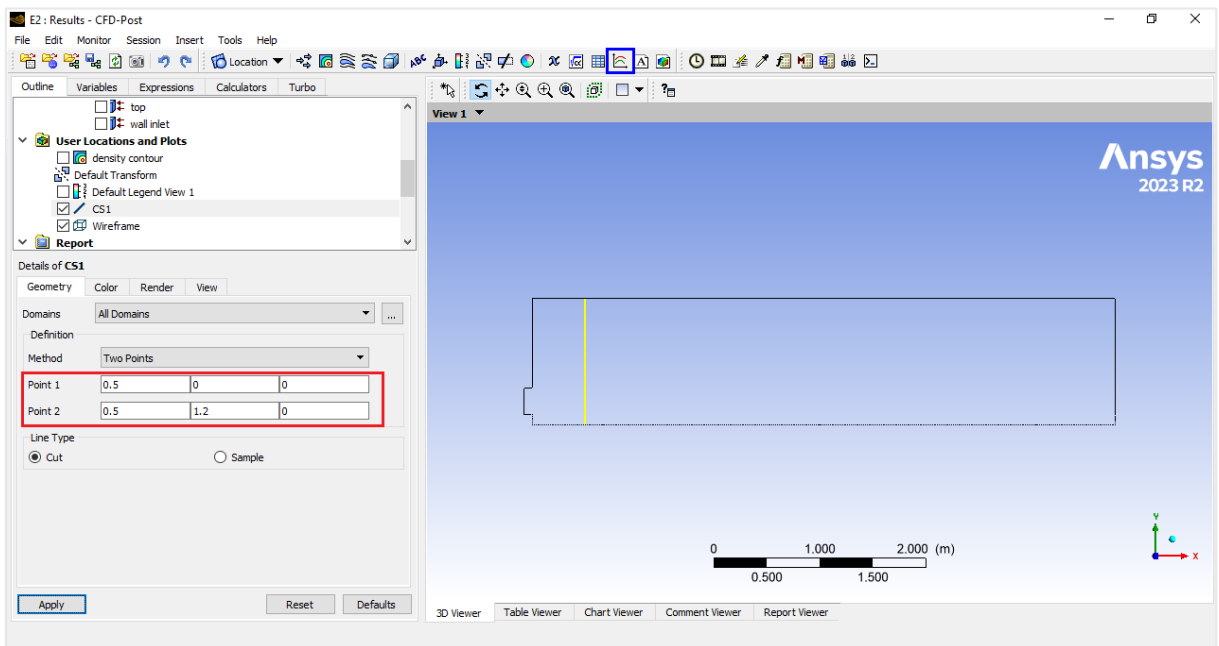 E2 : Results - CFD-Post
File Edit Monitor Session Insert Tools Help
Location
Outline Variables Expressions Calculators Turbo
top
wall inlet
User Locations and Plots
density contour
Default Transform
Default Legend View 1
CS1
Wireframe
Report
Details of CS1
Geometry Color Render View
Domains All Domains ...
Definition
Method Two Points
Point 1 0.5 0 0
Point 2 0.5 1.2 0
Line Type
Cut Sample
Apply Reset Defaults
View 1
Ansys
2023 R2
Y
X
0 1.000 2.000 (m)
0.500 1.500
3D Viewer Table Viewer Chart Viewer Comment Viewer Report Viewer